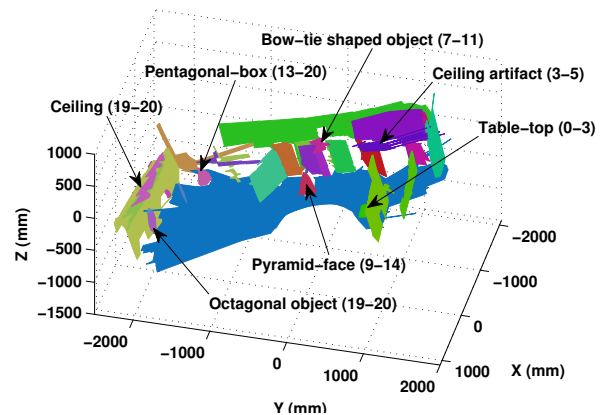 Bow−tie shaped object (7−11)
Pentagonal−box (13−20)
Ceiling artifact (3−5)
Ceiling (19−20)
Table−top (0−3)
1000
500
0
−500
−1000
−1500
Z (mm)
Pyramid−face (9−14)
Octagonal object (19−20)
−2000
−1000
0
1000
X (mm)
−2000
−1000
0
1000
2000
Y (mm)